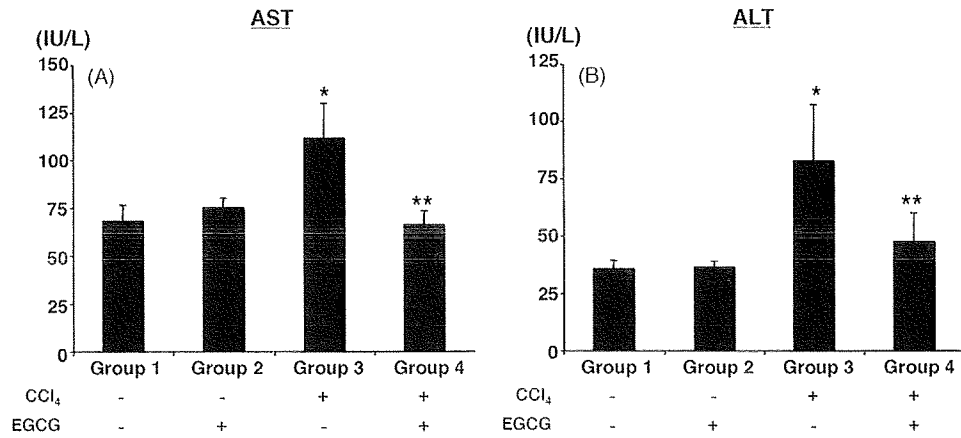 AST
(IU/L)
150
(A)
125
100
75
50
25
0
*
**
Group 1 Group 2 Group 3 Group 4
CCl₄ - - + +
EGCG - + - +
ALT
(IU/L)
125
(B)
100
75
50
25
0
*
**
Group 1 Group 2 Group 3 Group 4
CCl₄ - - + +
EGCG - + - +